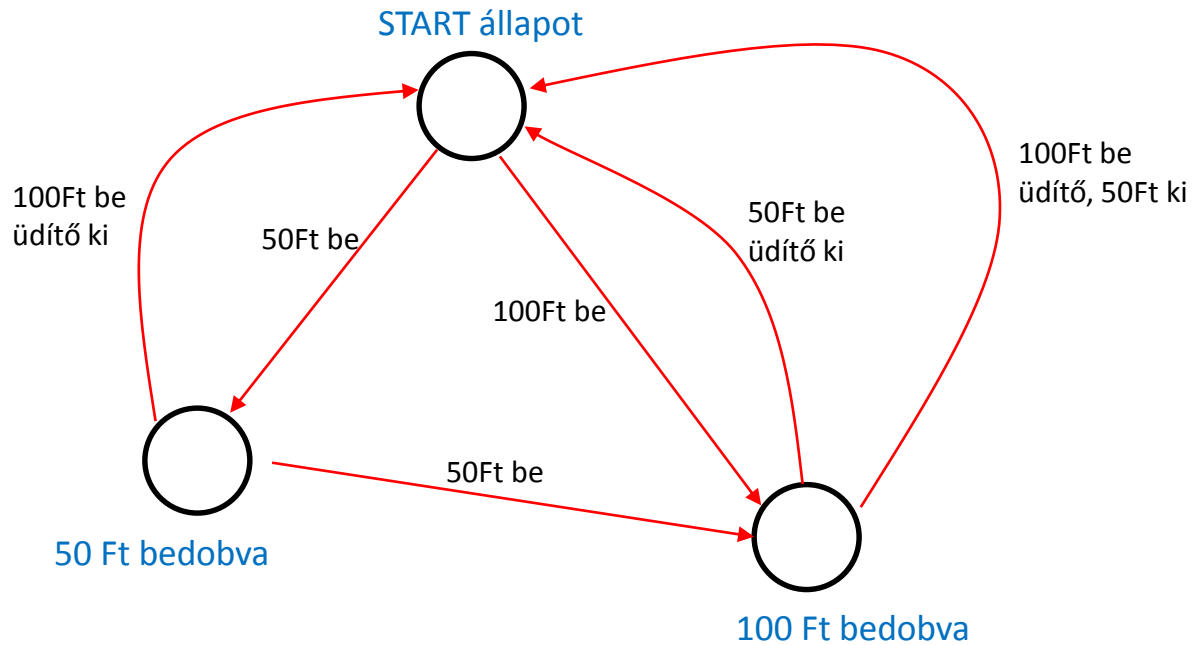 START állapot
100Ft be
üdítő ki
50Ft be
100Ft be
50Ft be
üdítő ki
100Ft be
üdítő, 50Ft ki
50Ft be
50 Ft bedobva
100 Ft bedobva